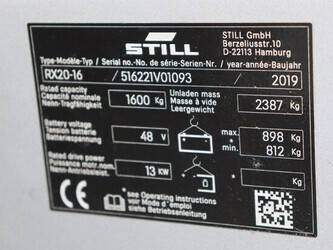 STILL
STILL GmbH
Berzeliusstr.10
D-22113 Hamburg
Type-Modèle-Typ / Serial no.-No. de série-Serien-Nr. / year-année-Baujahr
RX20-16 / 516221V01093 / 2019
Rated capacity
Capacité nominale
Nenn-Tragfähigkeit
1600 Kg
Unladen mass
Masse à vide
Leergewicht
2387 Kg
Battery voltage
Tension batterie
Batteriespannung
48 V
max. 898 Kg
min. 812 Kg
Rated drive power
Puissance mot. nom.
Nenn-Antriebsleist.
13 kW
CE
see Operating instructions
voir Mode d'emploi
siehe Betriebsanleitung